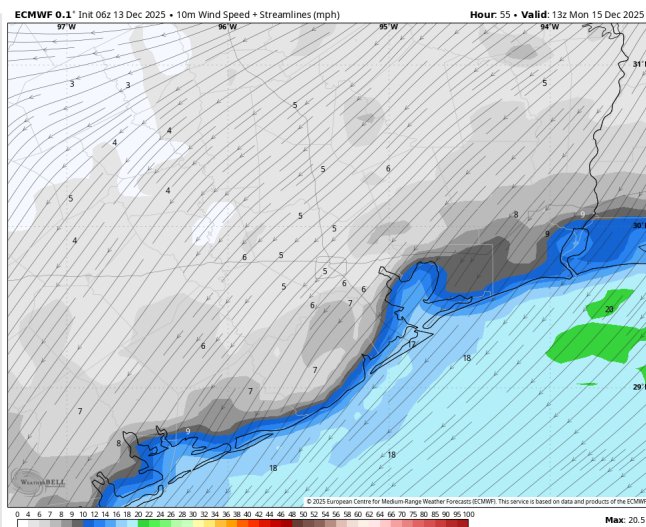 ECMWF 0.1° Init 06z 13 Dec 2025 • 10m Wind Speed + Streamlines (mph)
Hour: 55 • Valid: 13z Mon 15 Dec 2025
97°W 96°W 95°W 94°W
31°N
3 3 5 5
4 4
5 6
5 4
8 9
5 5 9 30°N
4 6 5
5 5 6 6
6 7 20
6 17 18
7 29°N
7 7
8 9
18 18
WEATHERBELL
© 2025 European Centre for Medium-Range Weather Forecasts (ECMWF). This service is based on data and products of the ECMWF
0 4 6 7 8 9 10 12 14 16 18 20 22 24 26 28 30 32 34 36 38 40 42 44 46 48 50 52 54 56 58 60 62 64 66 70 75 80 85 90 95 100
Max: 20.5